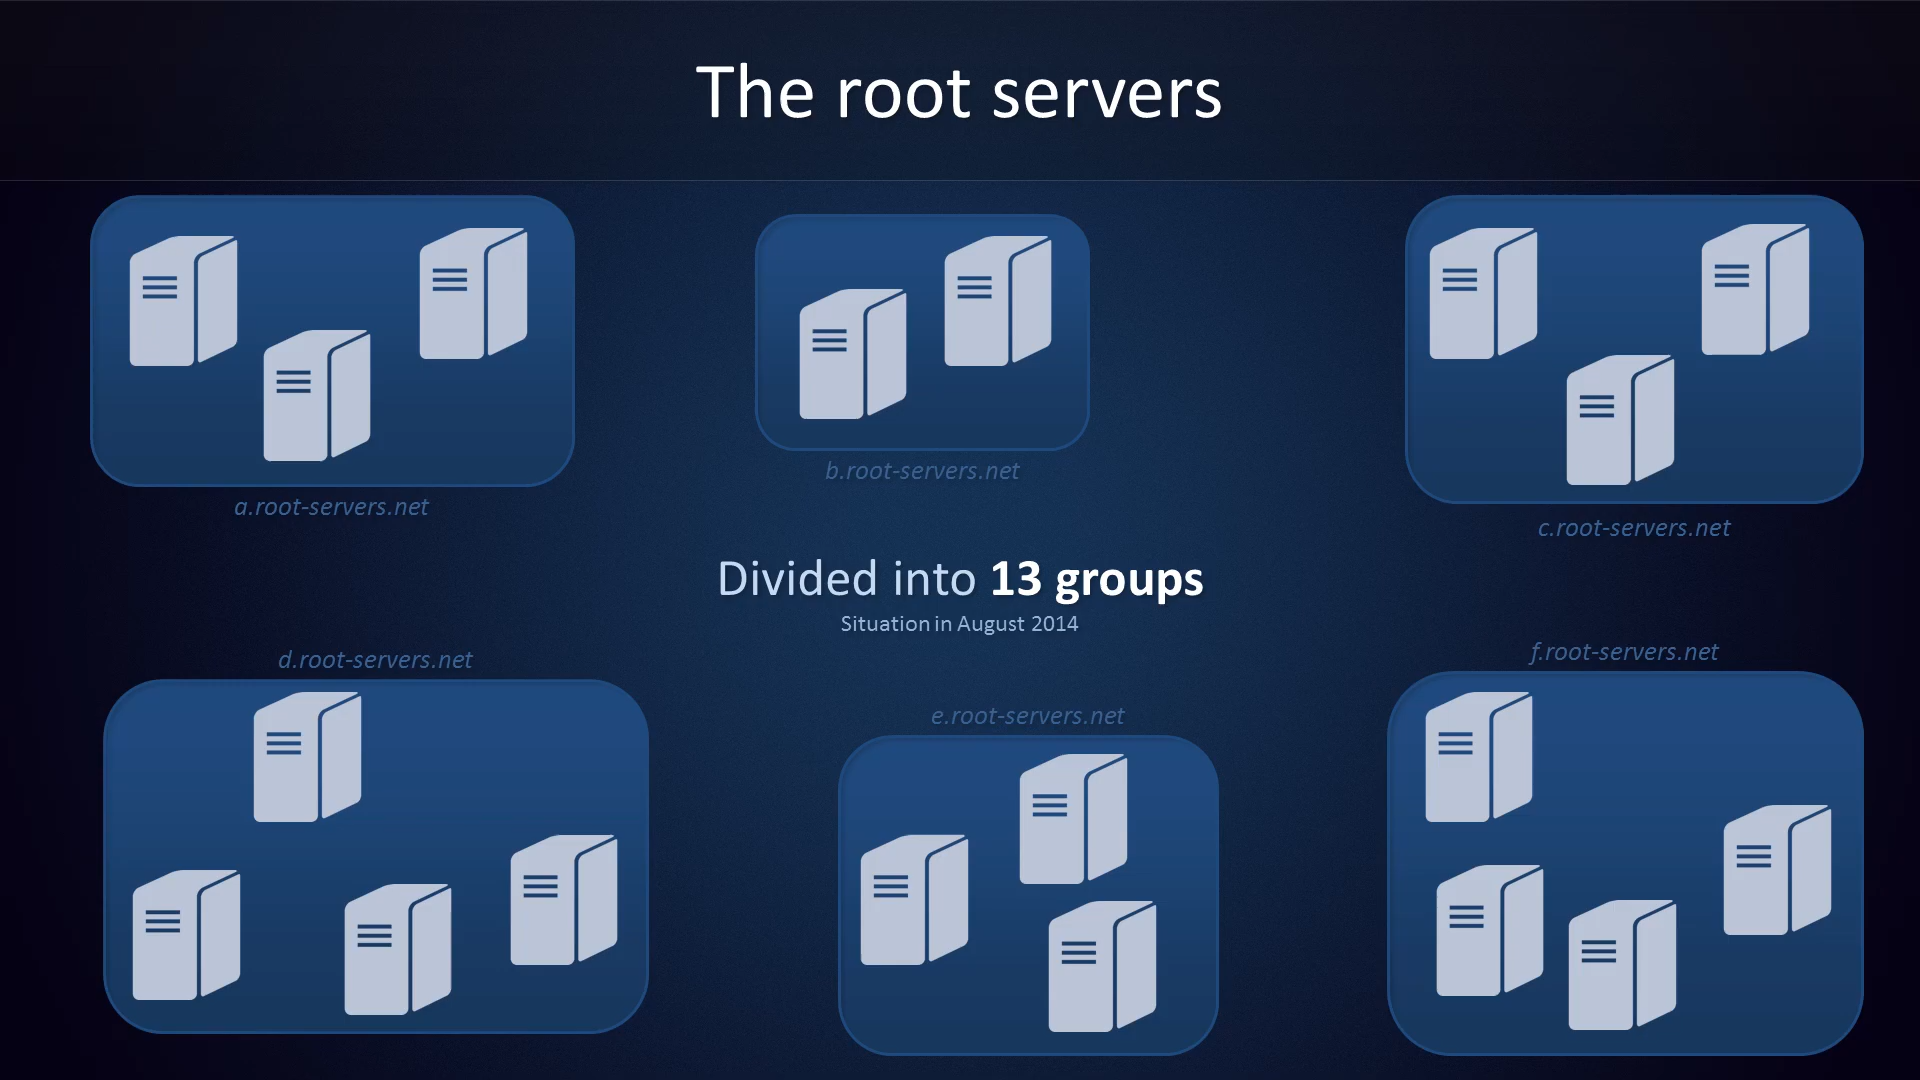 The root servers
a.root-servers.net
b.root-servers.net
c.root-servers.net
Divided into 13 groups
Situation in August 2014
d.root-servers.net
e.root-servers.net
f.root-servers.net